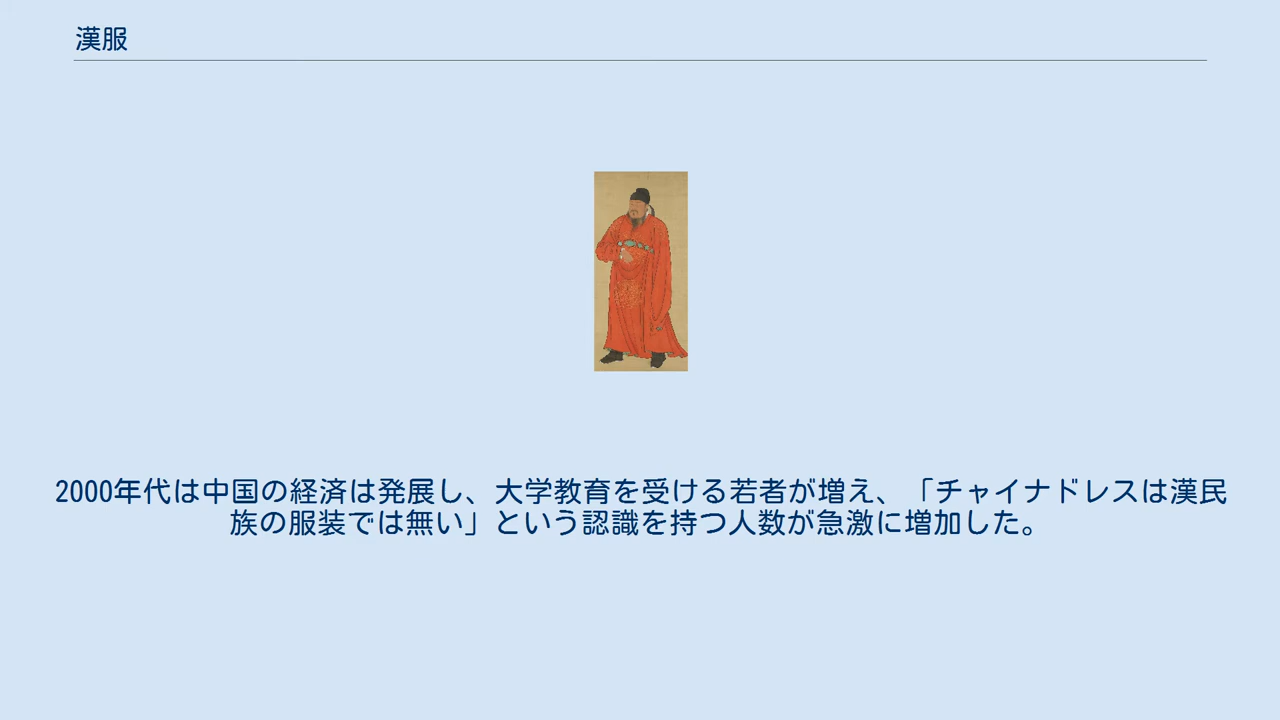 漢服
2000年代は中国の経済は発展し、大学教育を受ける若者が増え、「チャイナドレスは漢民
族の服装では無い」という認識を持つ人数が急激に増加した。